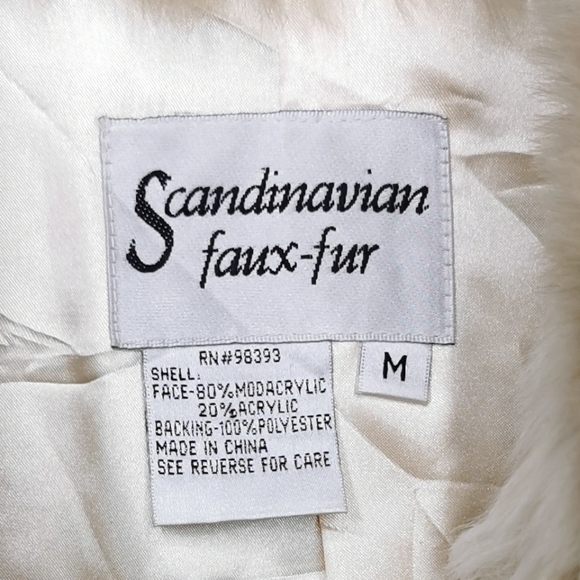 Scandinavian
faux-fur
RN#98393
SHELL:
FACE-80%MODACRYLIC
20%ACRYLIC
BACKING-100%POLYESTER
MADE IN CHINA
SEE REVERSE FOR CARE
M